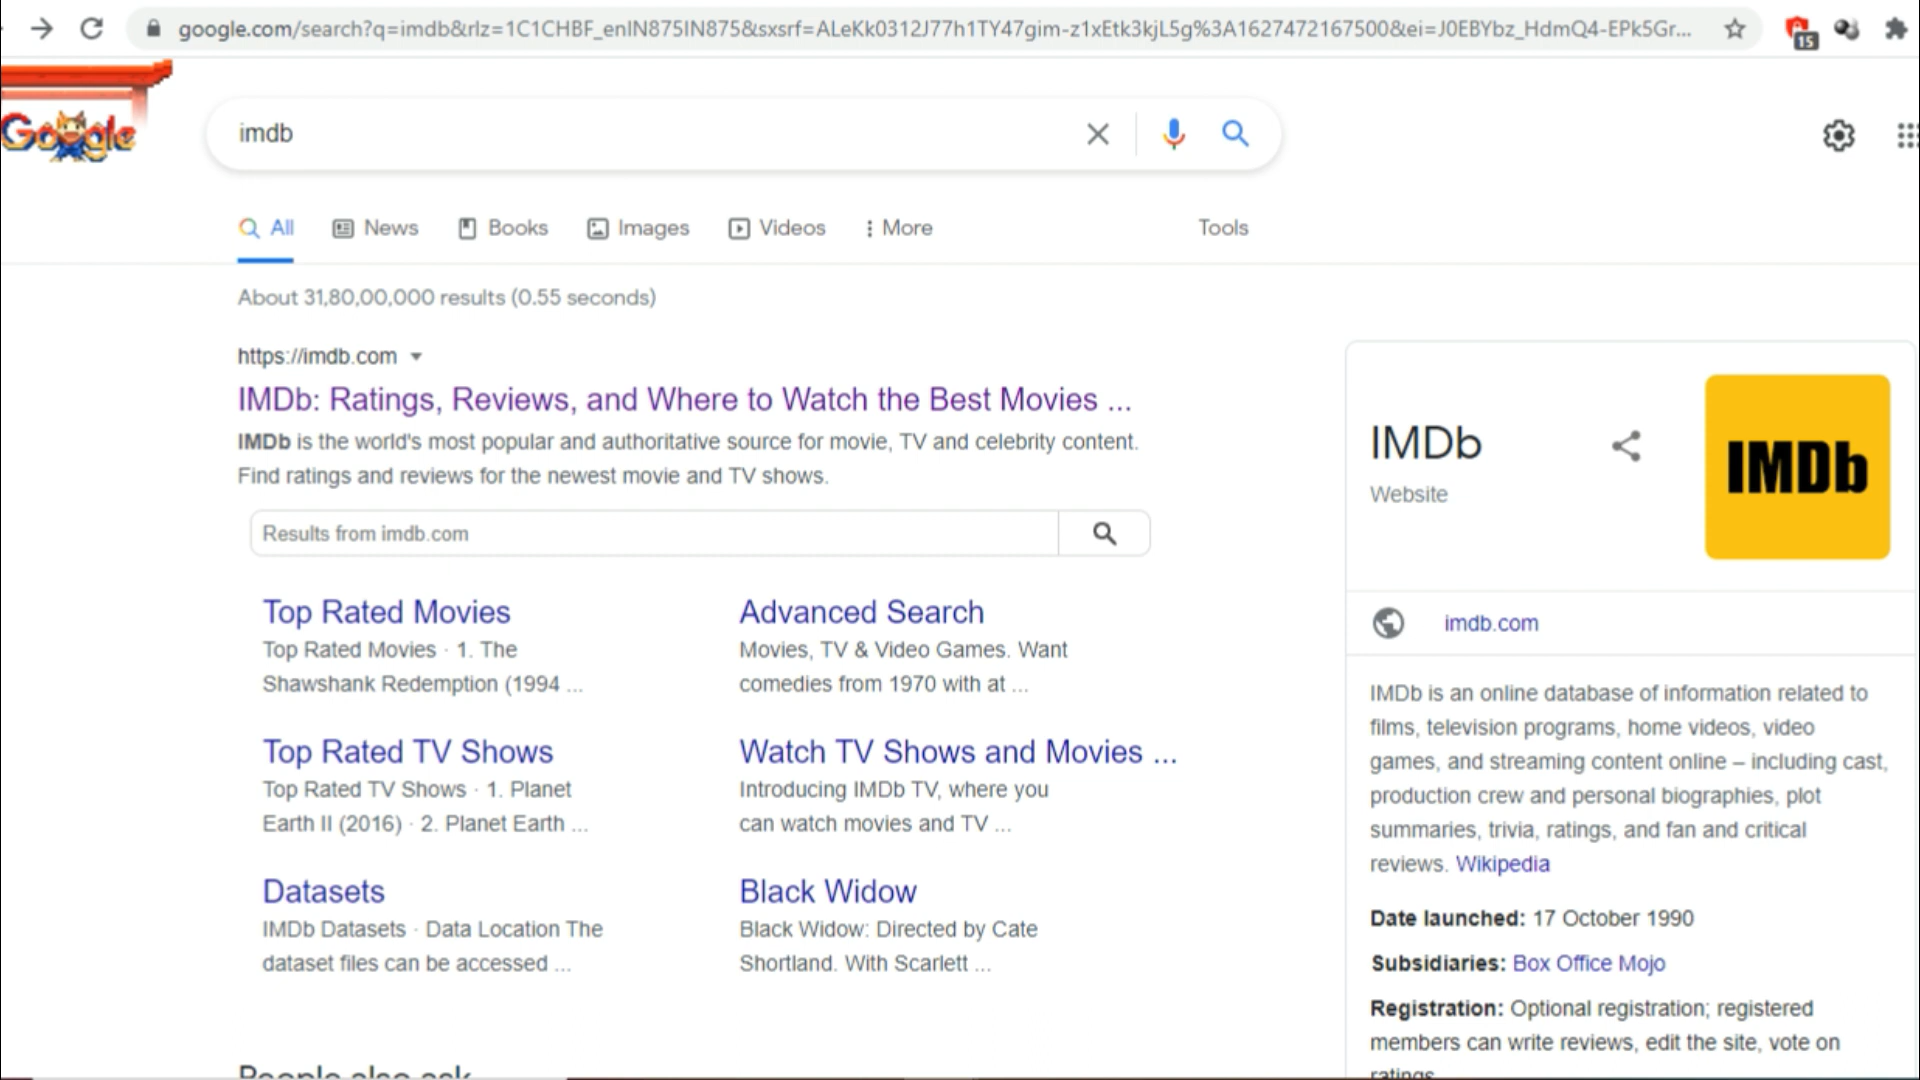 google.com/search?q=imdb&rlz=1C1CHBF_enIN875IN875&sxsrf=ALeKk0312J77h1TY47gim-z1xEtk3kjL5g%3A1627472167500&ei=J0EBYbz_HdmQ4-EPk5Gr...
15
Google
imdb
All News Books Images Videos More Tools
About 31,80,00,000 results (0.55 seconds)
https://imdb.com
IMDb: Ratings, Reviews, and Where to Watch the Best Movies ...
IMDb is the world's most popular and authoritative source for movie, TV and celebrity content.
Find ratings and reviews for the newest movie and TV shows.
Results from imdb.com
Top Rated Movies
Top Rated Movies · 1. The
Shawshank Redemption (1994 ...
Advanced Search
Movies, TV & Video Games. Want
comedies from 1970 with at ...
Top Rated TV Shows
Top Rated TV Shows · 1. Planet
Earth II (2016) · 2. Planet Earth ...
Watch TV Shows and Movies ...
Introducing IMDb TV, where you
can watch movies and TV ...
Datasets
IMDb Datasets · Data Location The
dataset files can be accessed ...
Black Widow
Black Widow: Directed by Cate
Shortland. With Scarlett ...
People also ask
IMDb
Website
IMDb
imdb.com
IMDb is an online database of information related to
films, television programs, home videos, video
games, and streaming content online – including cast,
production crew and personal biographies, plot
summaries, trivia, ratings, and fan and critical
reviews. Wikipedia
Date launched: 17 October 1990
Subsidiaries: Box Office Mojo
Registration: Optional registration; registered
members can write reviews, edit the site, vote on
ratings